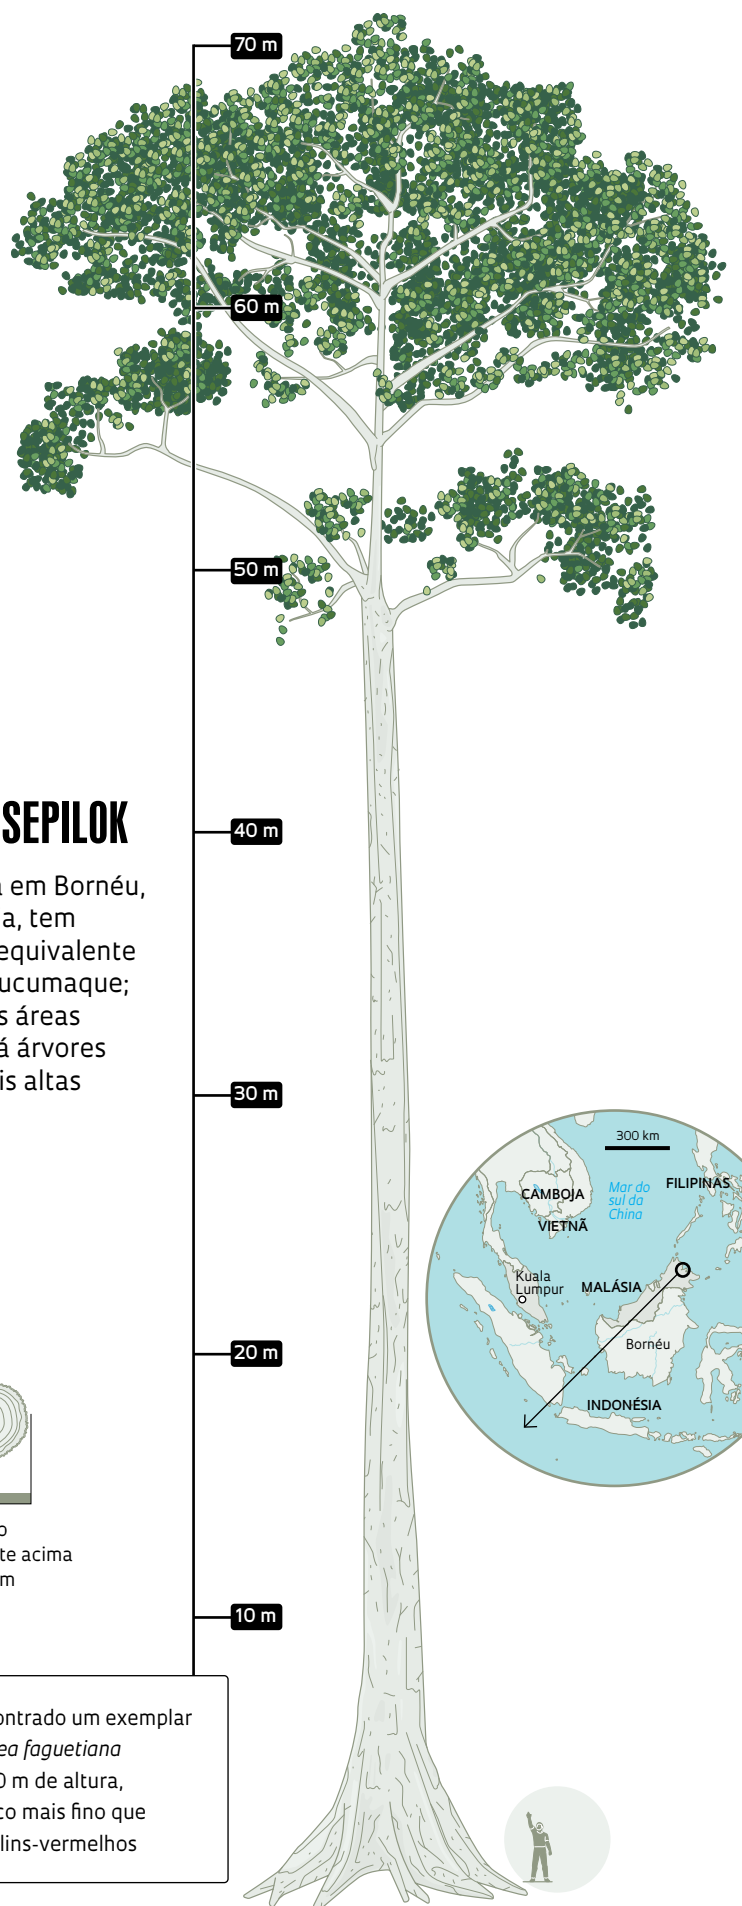 70 m
60 m
50 m
40 m
30 m
20 m
10 m
SEPILOK
em Bornéu,
a, tem
equivalente
ucumaque;
s áreas
á árvores
is altas
300 km
CAMBOJA
VIETNÃ
Mar do
sul da
China
FILIPINAS
Kuala
Lumpur
MALÁSIA
Bornéu
INDONÉSIA
o
te acima
m
ontrado um exemplar
ea faguetiana
0 m de altura,
co mais fino que
lins-vermelhos